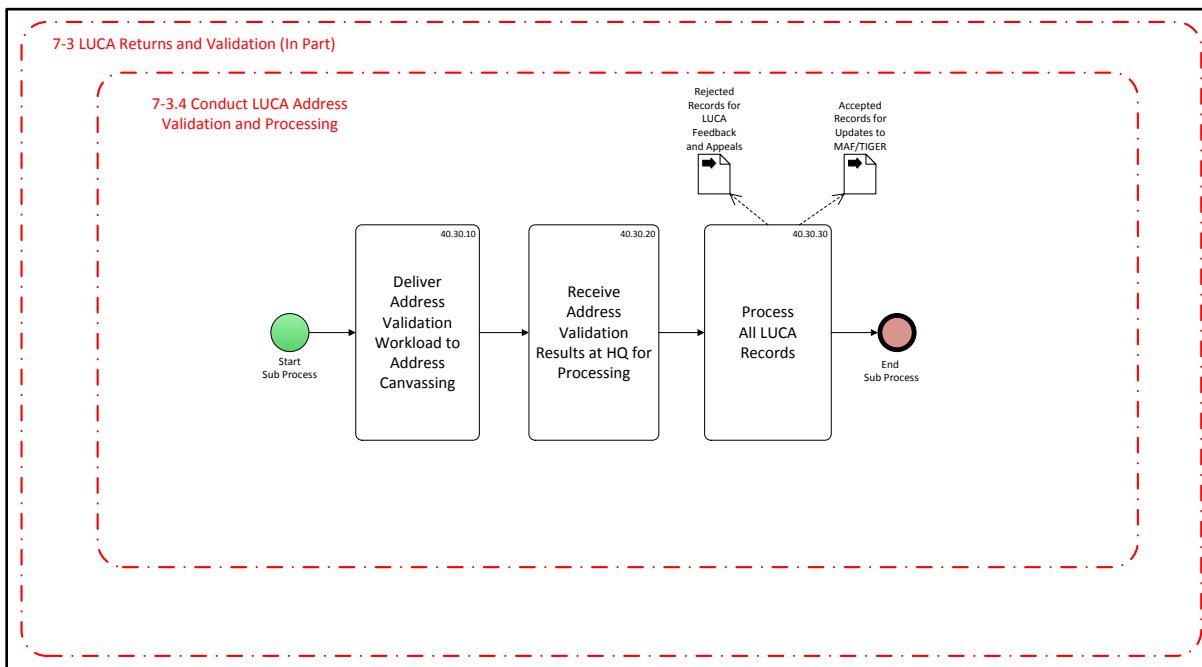 7-3 LUCA Returns and Validation (In Part)
7-3.4 Conduct LUCA Address
Validation and Processing
Rejected
Records for
LUCA
Feedback
and Appeals
Accepted
Records for
Updates to
MAF/TIGER
40.30.10
Deliver
Address
Validation
Workload to
Address
Canvassing
40.30.20
Receive
Address
Validation
Results at HQ for
Processing
40.30.30
Process
All LUCA
Records
Start
Sub Process
End
Sub Process